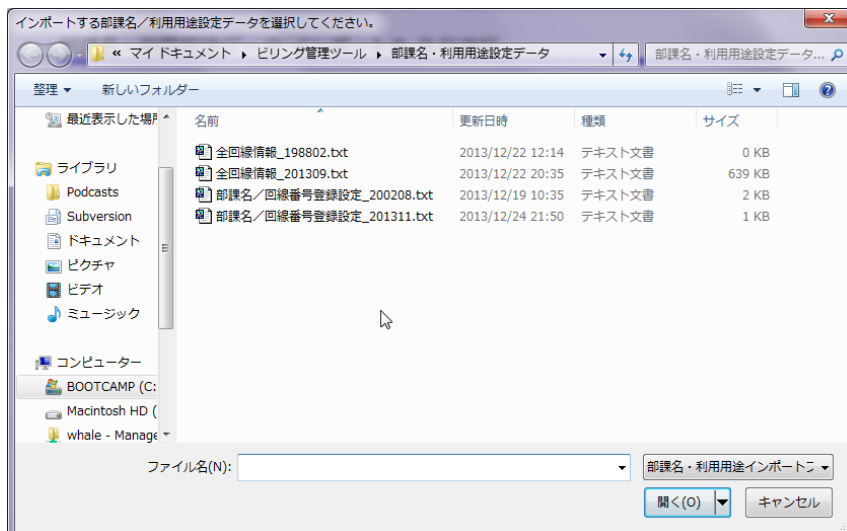 インポートする部課名／利用用途設定データを選択してください。
« マイ ドキュメント ▸ ビリング管理ツール ▸ 部課名・利用用途設定データ
部課名・利用用途設定データ...
整理 新しいフォルダー
最近表示した場所
ライブラリ
Podcasts
Subversion
ドキュメント
ピクチャ
ビデオ
ミュージック
コンピューター
BOOTCAMP (C:
Macintosh HD (
whale - Manage
名前 更新日時 種類 サイズ
全回線情報_198802.txt 2013/12/22 12:14 テキスト文書 0 KB
全回線情報_201309.txt 2013/12/22 20:35 テキスト文書 639 KB
部課名／回線番号登録設定_200208.txt 2013/12/19 10:35 テキスト文書 2 KB
部課名／回線番号登録設定_201311.txt 2013/12/24 21:50 テキスト文書 1 KB
ファイル名(N): 部課名・利用用途インポートフ
開く(O) キャンセル